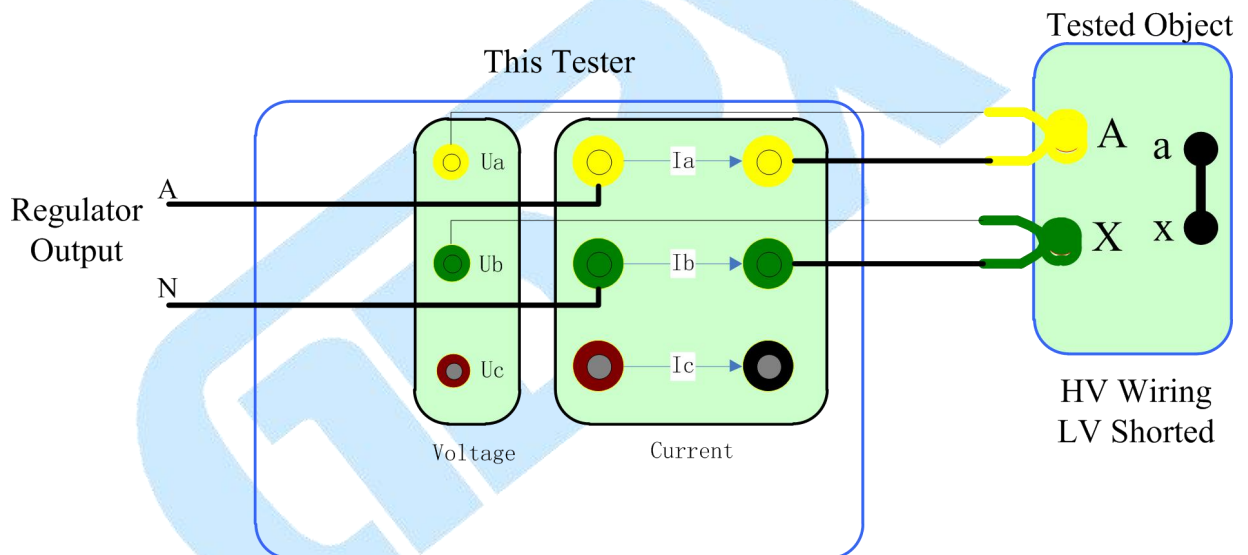 Tested Object
This Tester
A
a
Ua
Ia
A
Regulator
Output
X
x
Ub
Ib
N
Uc
Ic
HV Wiring
LV Shorted
Voltage
Current